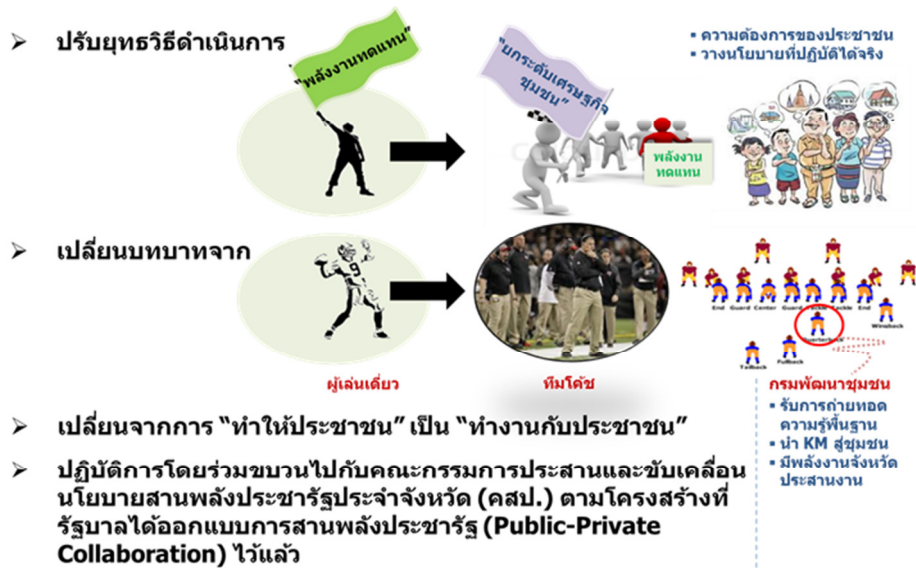 ➢ ปรับยุทธวิธีดำเนินการ
"พลังงานทดแทน"
"ยกระดับเศรษฐกิจ
ชุมชน"
พลังงาน
ทดแทน
▪ ความต้องการของประชาชน
▪ วางนโยบายที่ปฏิบัติได้จริง
➢ เปลี่ยนบทบาทจาก
9
ผู้เล่นเดี่ยว
ทีมโค้ช
End Guard Center Guard Tackle End
Wingback
Quarterback
Fullback
Tailback
กรมพัฒนาชุมชน
▪ รับการถ่ายทอด
ความรู้พื้นฐาน
▪ นำ KM สู่ชุมชน
▪ มีพลังงานจังหวัด
ประสานงาน
➢ เปลี่ยนจากการ "ทำให้ประชาชน" เป็น "ทำงานกับประชาชน"
➢ ปฏิบัติการโดยร่วมขบวนไปกับคณะกรรมการประสานและขับเคลื่อน
นโยบายสานพลังประชารัฐประจำจังหวัด (คสป.) ตามโครงสร้างที่
รัฐบาลได้ออกแบบการสานพลังประชารัฐ (Public-Private
Collaboration) ไว้แล้ว